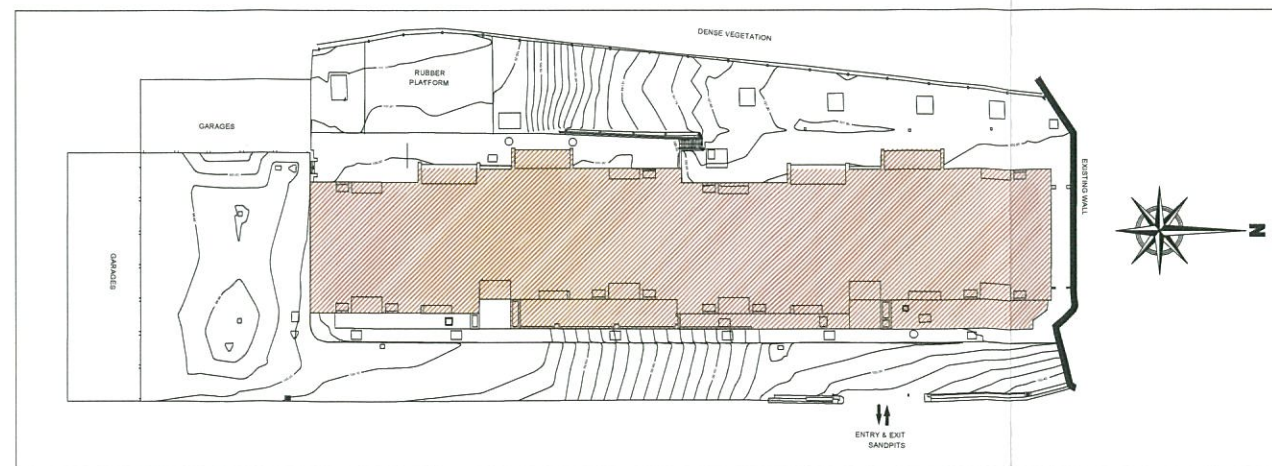 DENSE VEGETATION
RUBBER
PLATFORM
GARAGES
EXISTING WALL
N
GARAGES
ENTRY & EXIT
SANDPITS